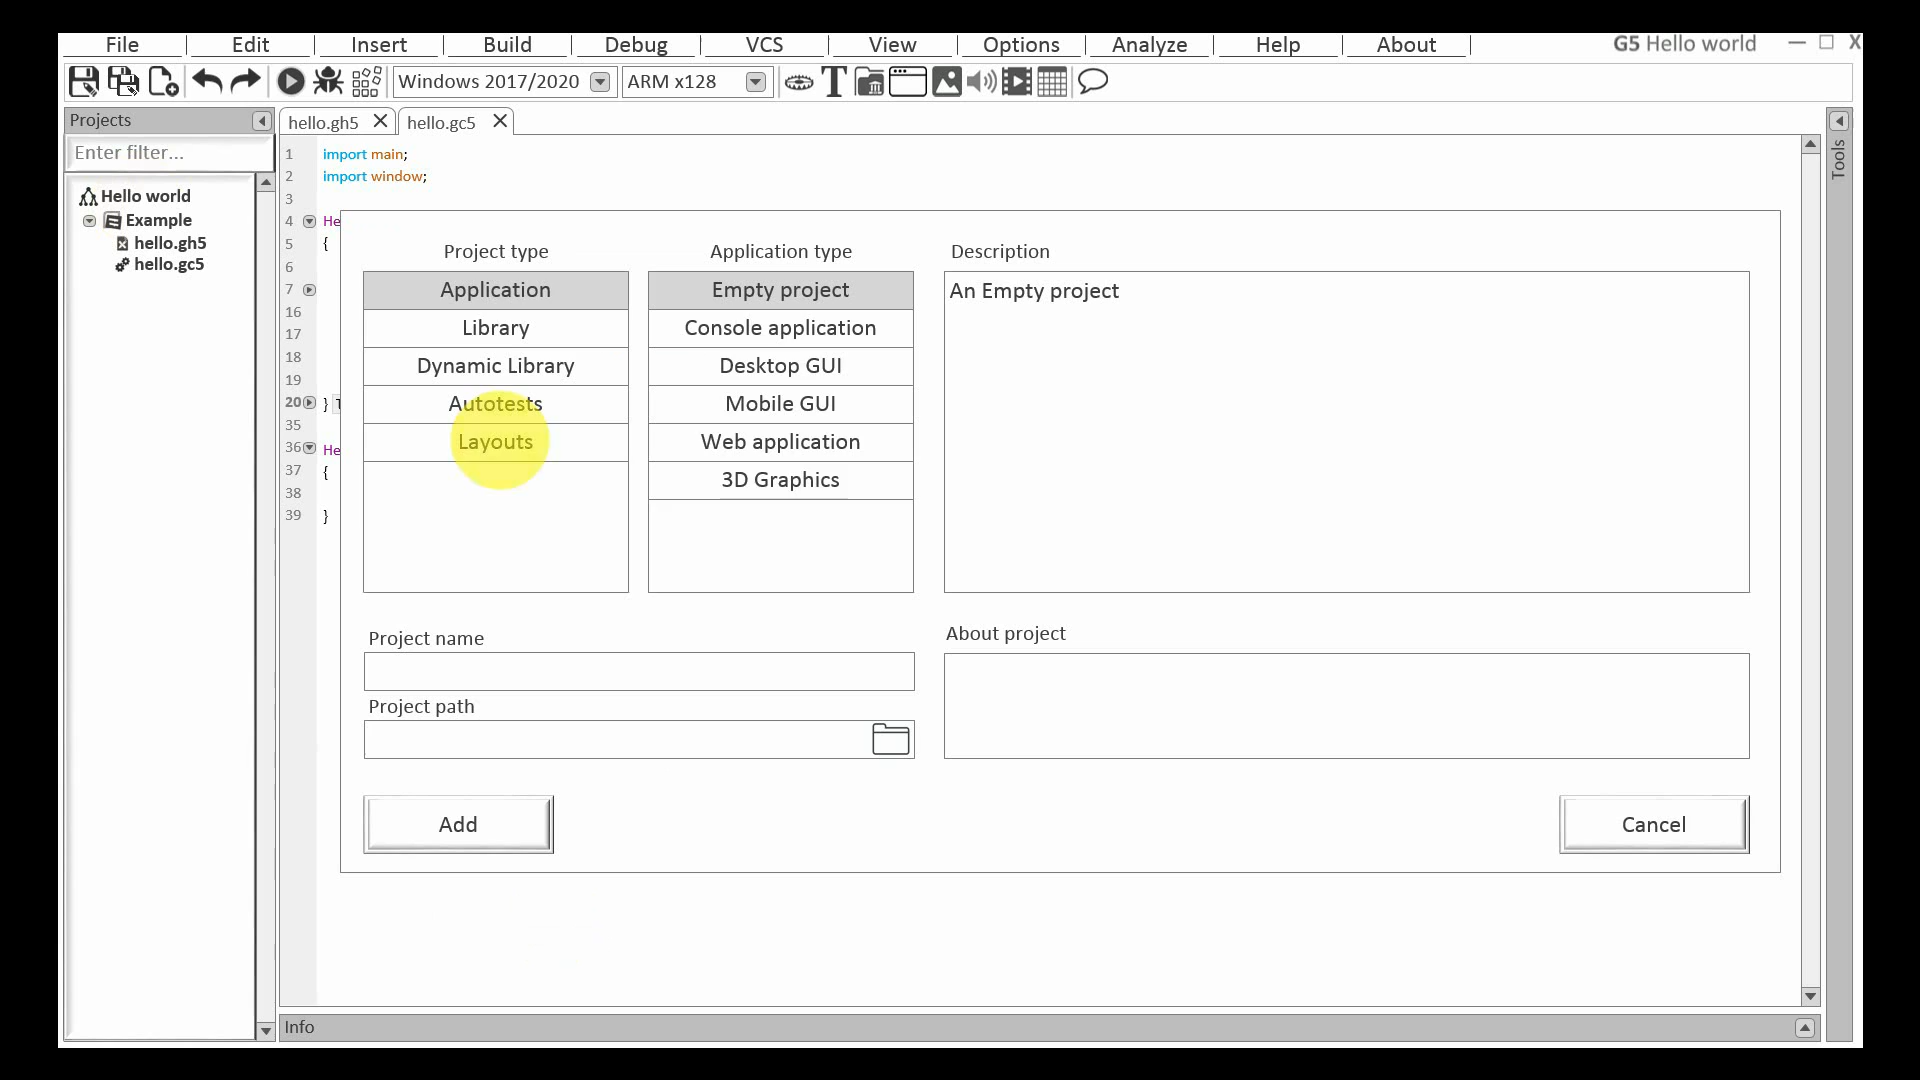 File Edit Insert Build Debug VCS View Options Analyze Help About G5 Hello world
T Windows 2017/2020 ARM x128
Projects hello.gh5 hello.gc5
Tools
Enter filter...
Hello world
Example
hello.gh5
hello.gc5
1 import main;
2 import window;
3
4 He
5 {
6
7
16
17
18
19
20 }
35
36 He
37 {
38
39 }
Project type Application type Description
Application Empty project An Empty project
Library Console application
Dynamic Library Desktop GUI
Autotests Mobile GUI
Layouts Web application
3D Graphics
Project name About project
Project path
Add Cancel
Info